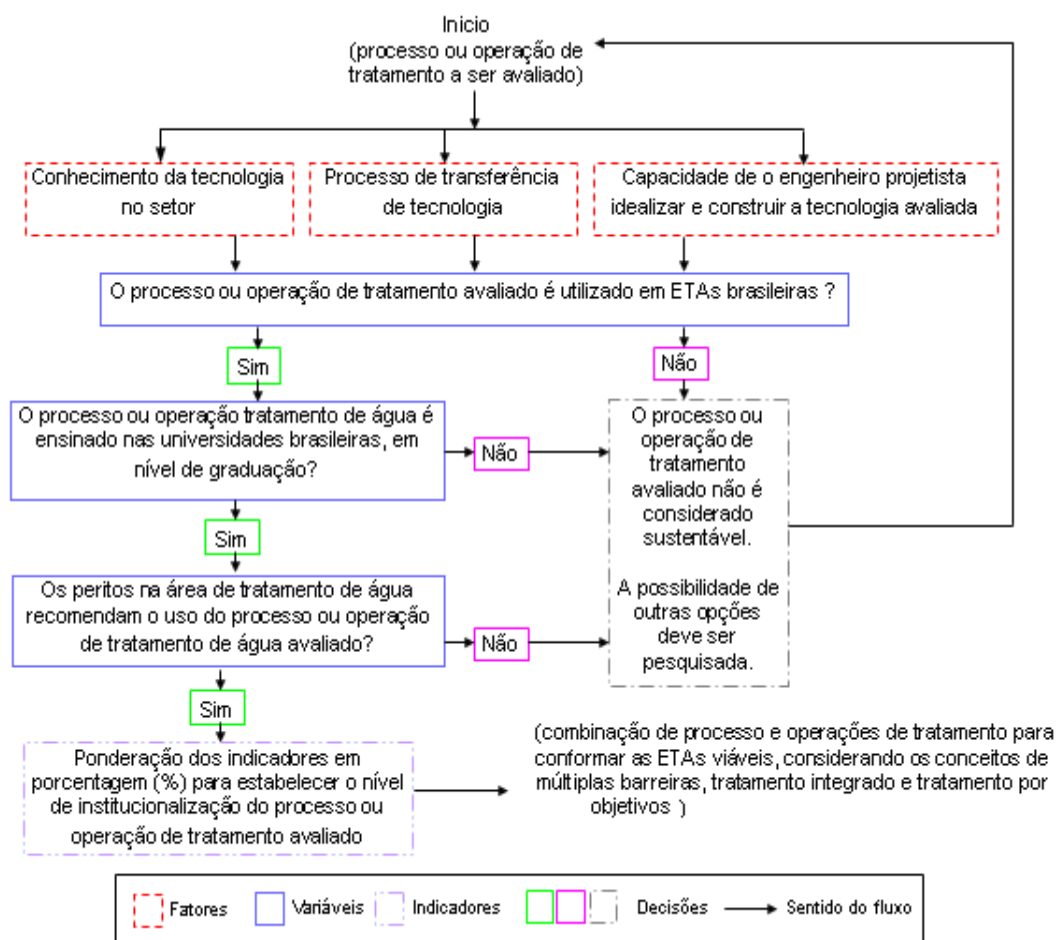 Inicio
(processo ou operação de
tratamento a ser avaliado)
Conhecimento da tecnologia
no setor
Processo de transferência
de tecnologia
Capacidade de o engenheiro projetista
idealizar e construir a tecnologia avaliada
O processo ou operação de tratamento avaliado é utilizado em ETAs brasileiras ?
Sim
Não
O processo ou operação tratamento de água é
ensinado nas universidades brasileiras, em
nível de graduação?
Não
O processo ou
operação de
tratamento
avaliado não é
considerado
sustentável.
A possibilidade de
outras opções
deve ser
pesquisada.
Sim
Os peritos na área de tratamento de água
recomendam o uso do processo ou operação
de tratamento de água avaliado?
Não
Sim
Ponderação dos indicadores em
porcentagem (%) para estabelecer o nível
de institucionalização do processo ou
operação de tratamento avaliado
(combinação de processo e operações de tratamento para
conformar as ETAs viáveis, considerando os conceitos de
múltiplas barreiras, tratamento integrado e tratamento por
objetivos )
Fatores
Variáveis
Indicadores
Decisões
Sentido do fluxo